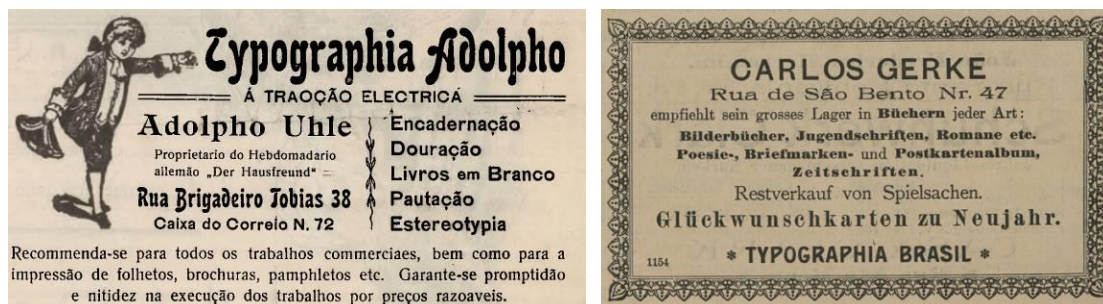 Typographia Adolpho
Á TRAOÇÃO ELECTRICA
Adolpho Uhle
Proprietario do Hebdomadario
allemão „Der Hausfreund“
Rua Brigadeiro Tobias 38
Caixa do Correio N. 72
Encadernação
Douração
Livros em Branco
Pautação
Estereotypia
Recommenda-se para todos os trabalhos commerciaes, bem como para a
impressão de folhetos, brochuras, pamphletos etc. Garante-se promptidão
e nitidez na execução dos trabalhos por preços razoaveis.
CARLOS GERKE
Rua de São Bento Nr. 47
empfiehlt sein grosses Lager in Büchern jeder Art:
Bilderbücher, Jugendschriften, Romane etc.
Poesie-, Briefmarken- und Postkartenalbum,
Zeitschriften.
Restverkauf von Spielsachen.
Glückwunschkarten zu Neujahr.
* TYPOGRAPHIA BRASIL *
1154